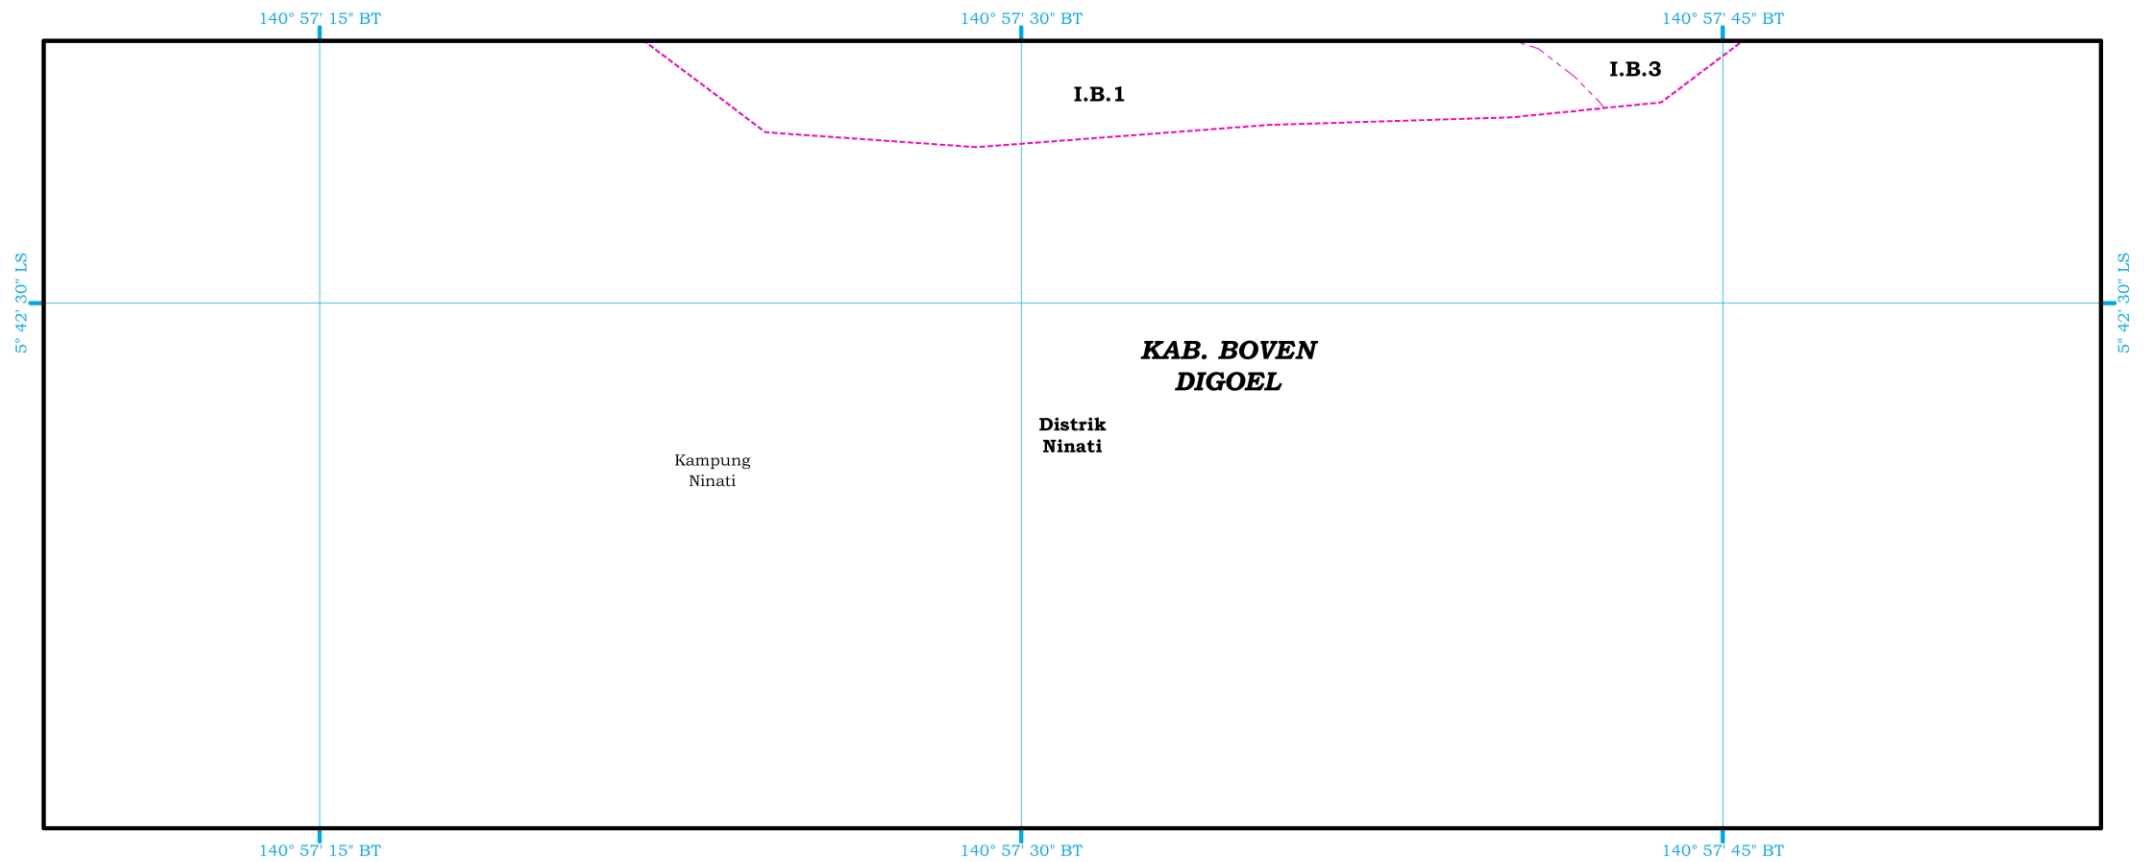 140° 57' 15" BT
140° 57' 30" BT
140° 57' 45" BT
I.B.3
I.B.1
5° 42' 30" LS
5° 42' 30" LS
KAB. BOVEN
DIGOEL
Distrik
Ninati
Kampung
Ninati
140° 57' 15" BT
140° 57' 30" BT
140° 57' 45" BT